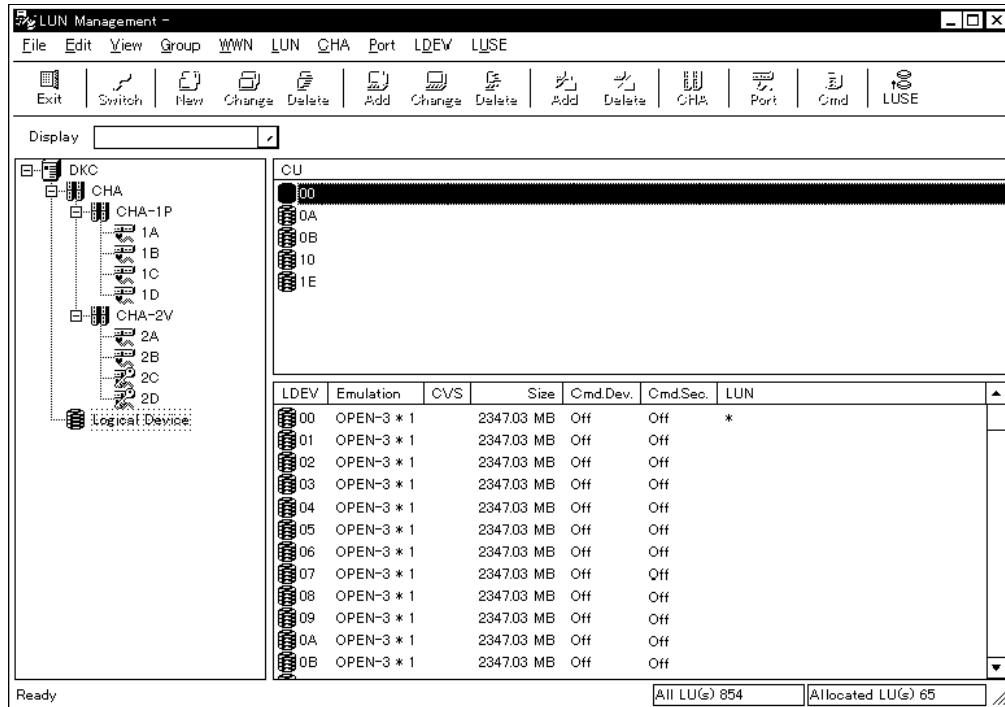 LUN Management -
File Edit View Group WWN LUN CHA Port LDEV LUSE
Exit Switch New Change Delete Add Change Delete Add Delete CHA Port Cmd LUSE
Display
DKC
CHA
CHA-1P
1A
1B
1C
1D
CHA-2V
2A
2B
2C
2D
Logical Device
CU
00
0A
0B
10
1E
LDEV Emulation CVS Size Cmd.Dev. Cmd.Sec. LUN
00 OPEN-3 * 1 2347.03 MB Off Off *
01 OPEN-3 * 1 2347.03 MB Off Off
02 OPEN-3 * 1 2347.03 MB Off Off
03 OPEN-3 * 1 2347.03 MB Off Off
04 OPEN-3 * 1 2347.03 MB Off Off
05 OPEN-3 * 1 2347.03 MB Off Off
06 OPEN-3 * 1 2347.03 MB Off Off
07 OPEN-3 * 1 2347.03 MB Off Off
08 OPEN-3 * 1 2347.03 MB Off Off
09 OPEN-3 * 1 2347.03 MB Off Off
0A OPEN-3 * 1 2347.03 MB Off Off
0B OPEN-3 * 1 2347.03 MB Off Off
Ready All LU(s) 854 Allocated LU(s) 65